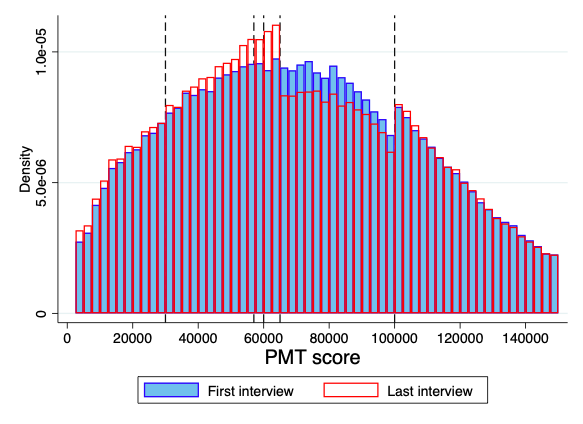 Density
1.0e-05
5.0e-06
0
0 20000 40000 60000 80000 100000 120000 140000
PMT score
First interview Last interview